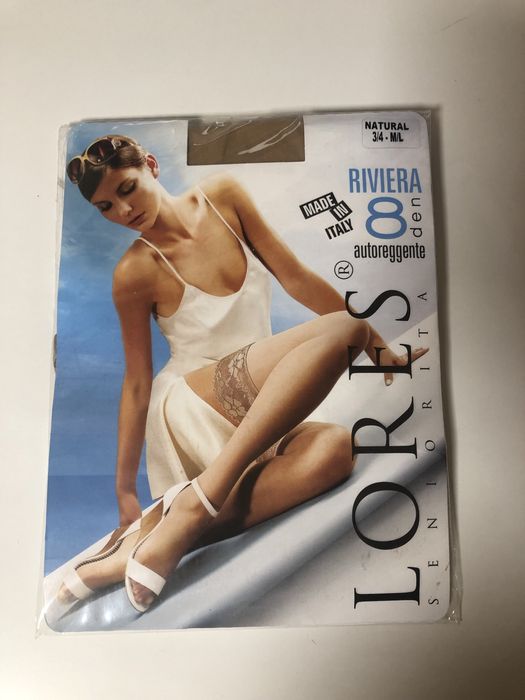 NATURAL
3/4 - M/L
RIVIERA
8 den
autoreggente
MADE
IN
ITALY
LORES®
SENIORITA